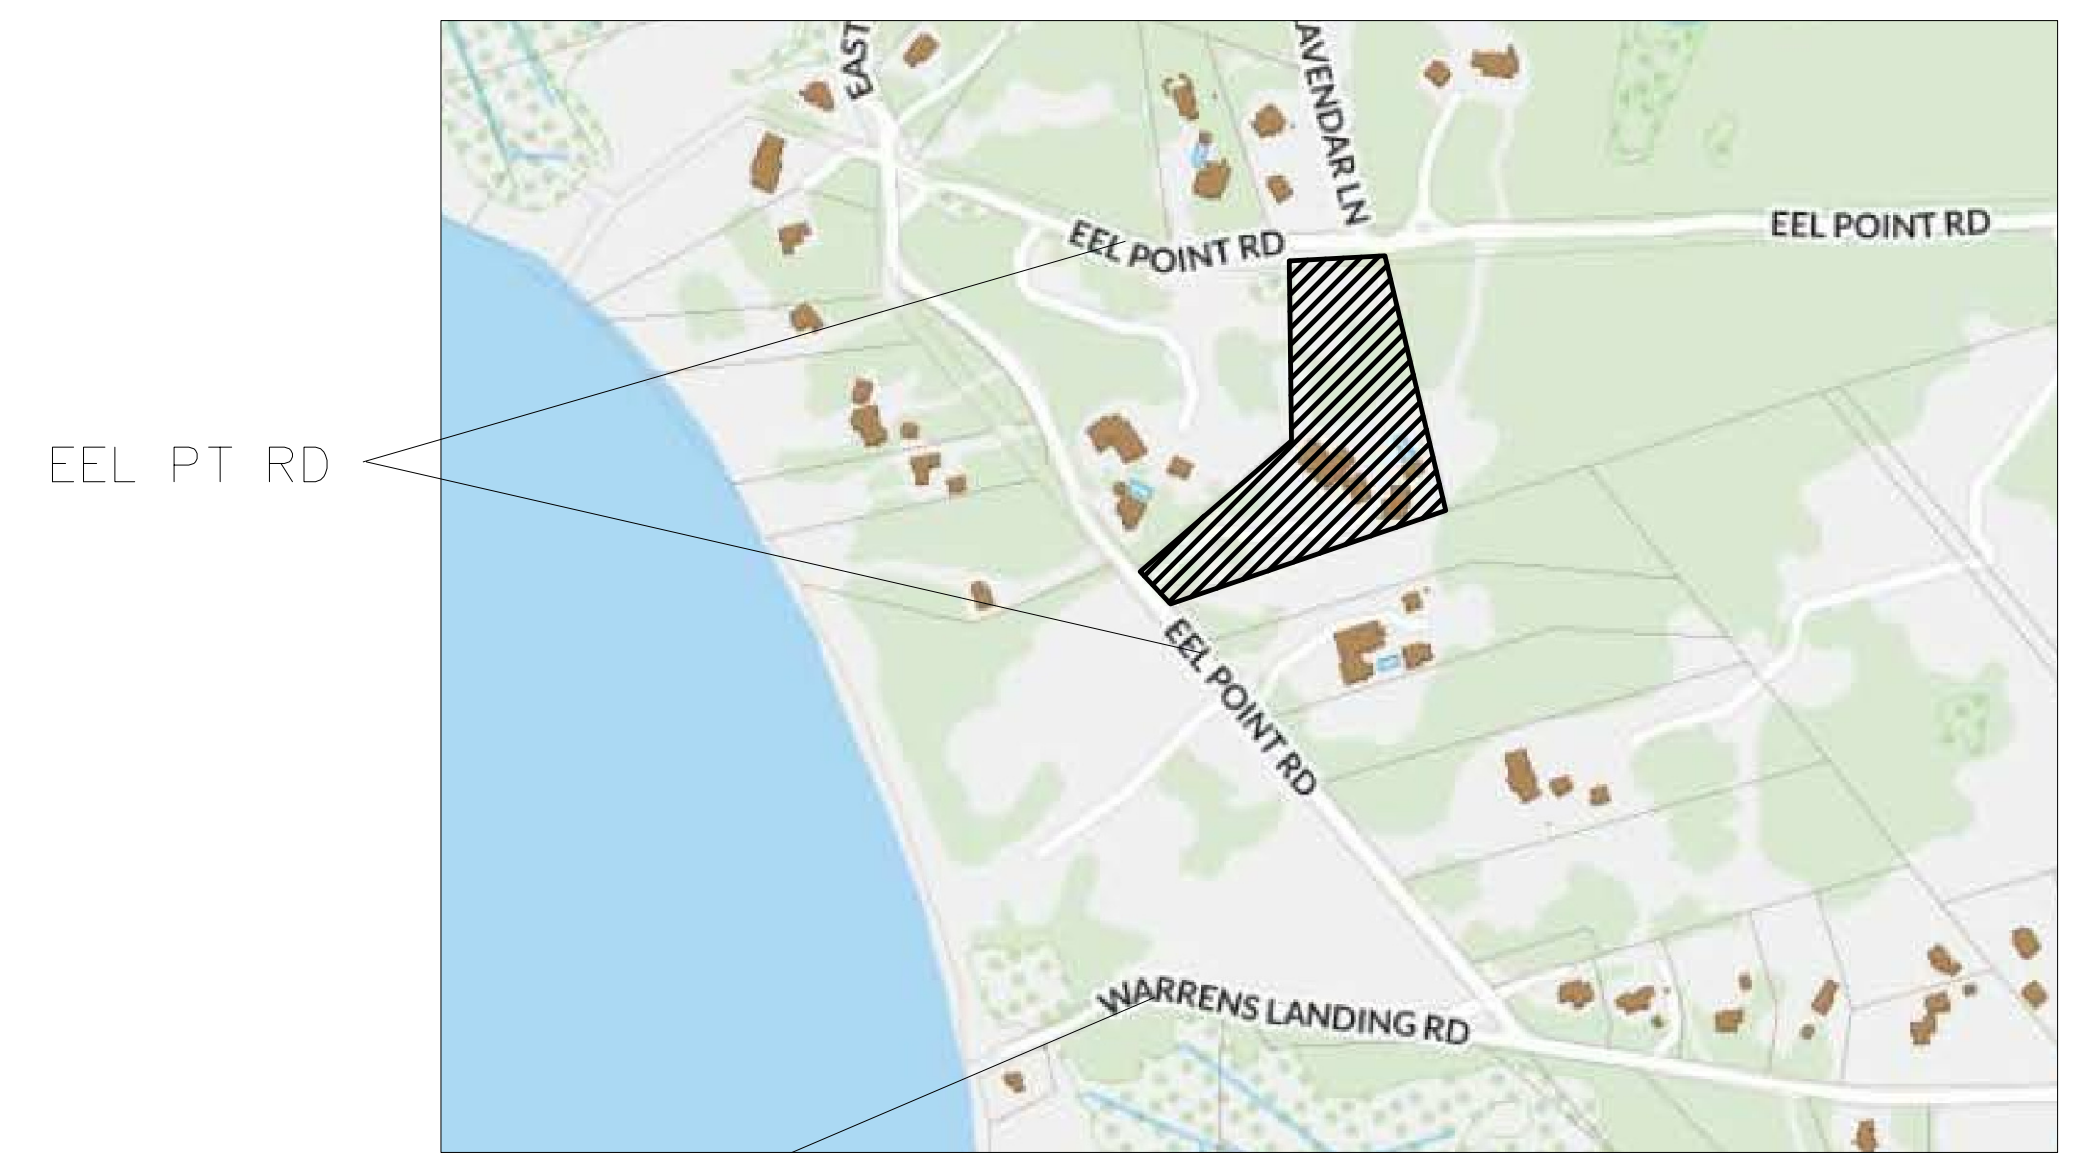 EAST
AVENDAR LN
EEL POINT RD
EEL POINT RD
EEL PT RD
EEL POINT RD
WARRENS LANDING RD